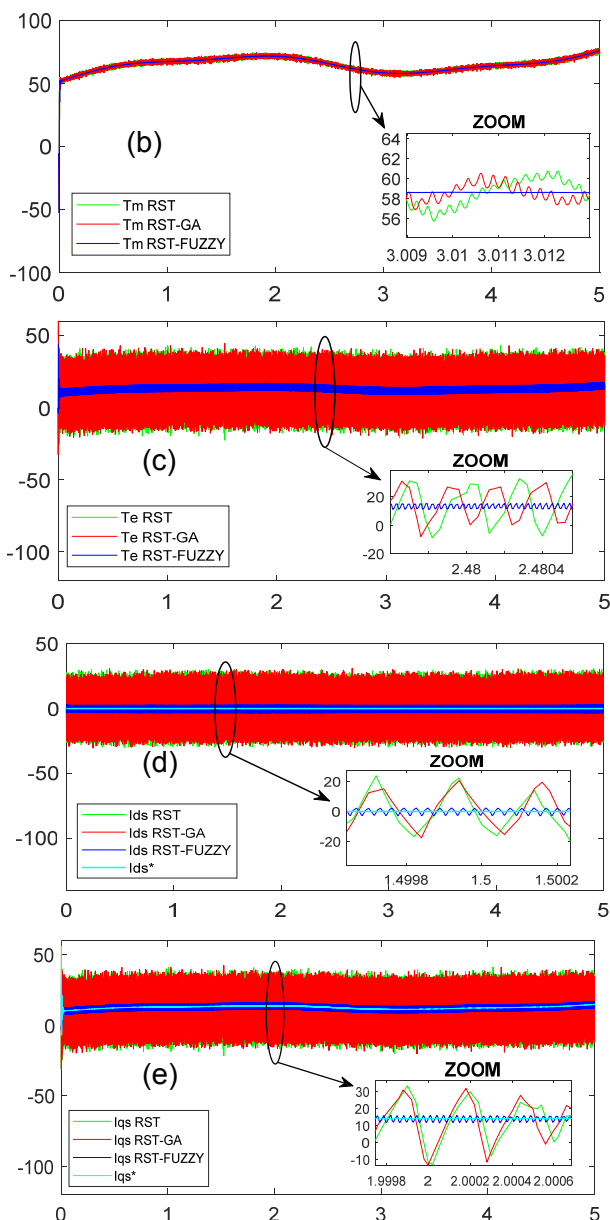 100
50
0
-50
-100
(b)
Tm RST
Tm RST-GA
Tm RST-FUZZY
ZOOM
64
62
60
58
56
3.009 3.01 3.011 3.012
0 1 2 3 4 5
50
0
-50
-100
(c)
Te RST
Te RST-GA
Te RST-FUZZY
ZOOM
20
0
-20
2.48 2.4804
0 1 2 3 4 5
50
0
-50
-100
(d)
Ids RST
Ids RST-GA
Ids RST-FUZZY
Ids*
ZOOM
20
0
-20
1.4998 1.5 1.5002
0 1 2 3 4 5
50
0
-50
-100
(e)
Iqs RST
Iqs RST-GA
Iqs RST-FUZZY
Iqs*
ZOOM
30
20
10
0
-10
1.9998 2 2.0002 2.0004 2.0006
0 1 2 3 4 5